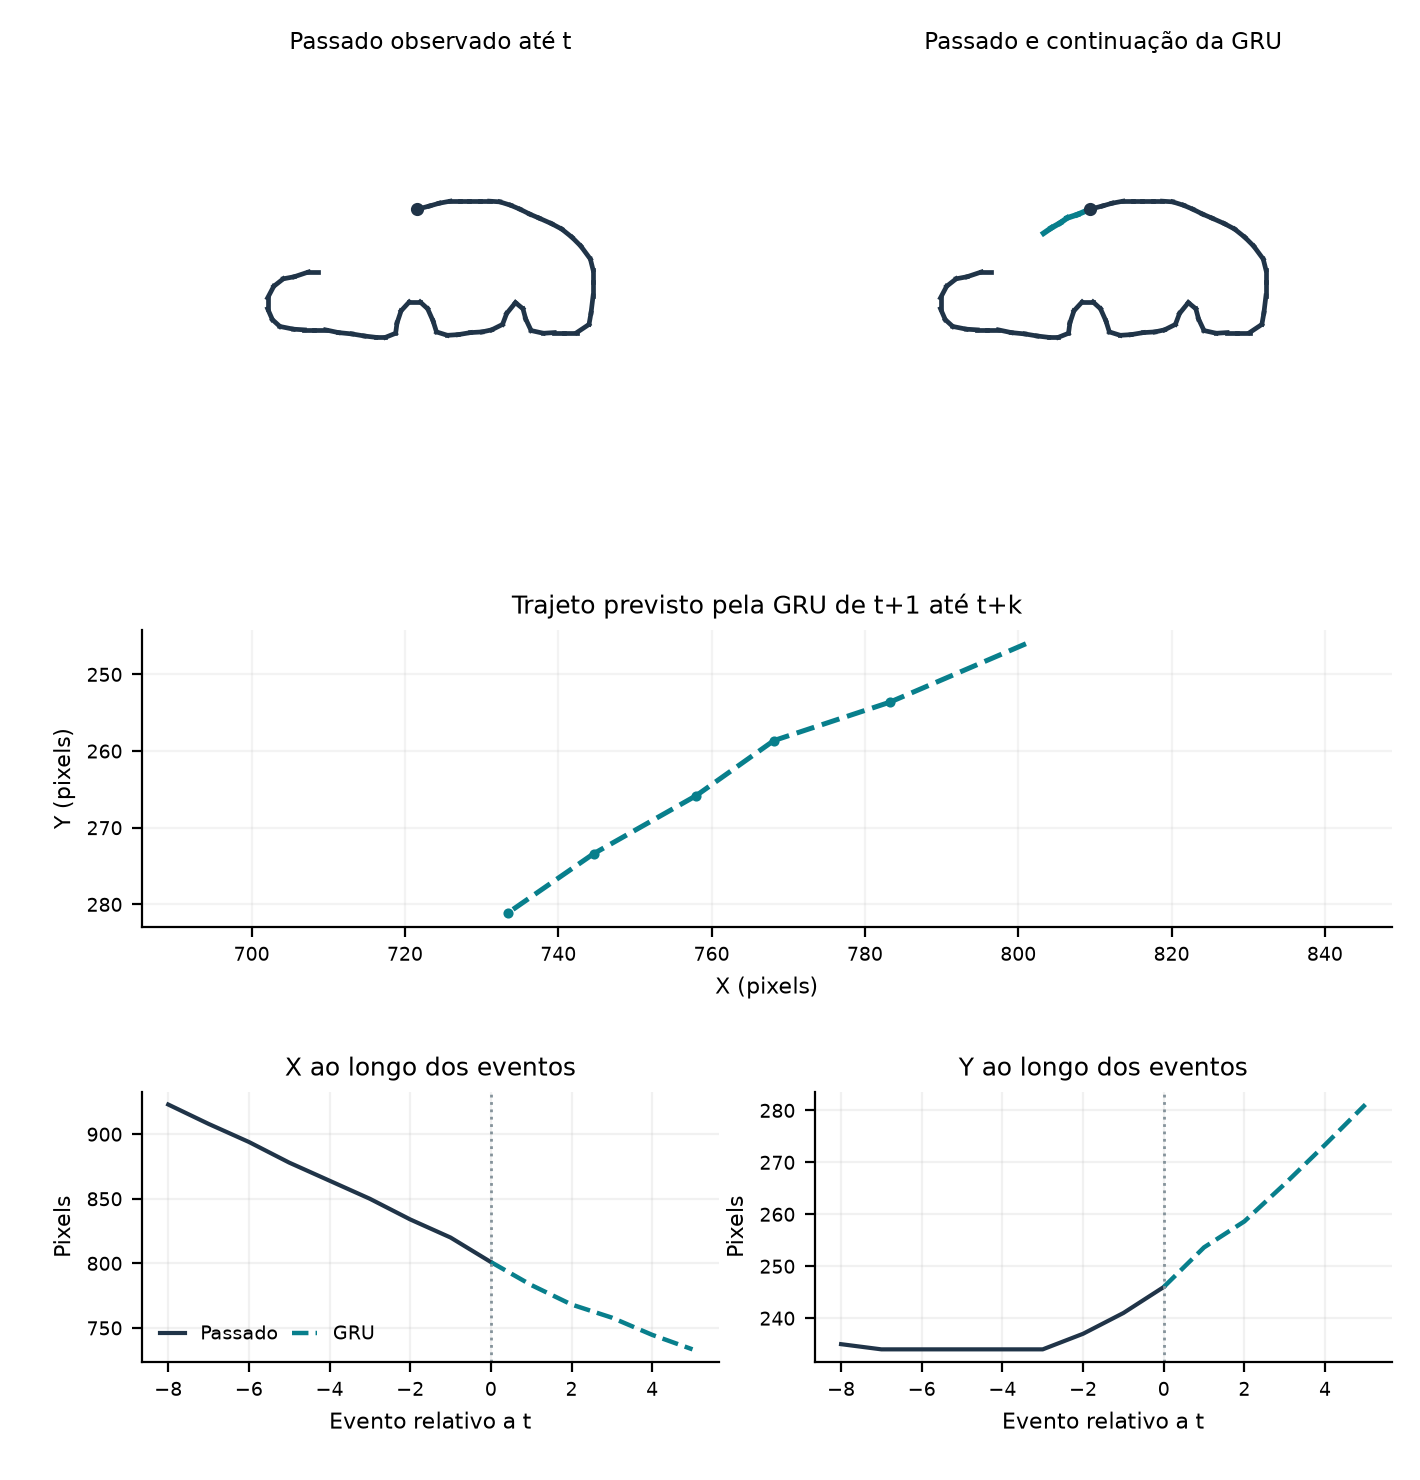 Passado observado até t
Passado e continuação da GRU
Trajeto previsto pela GRU de t+1 até t+k
Y (pixels)
250
260
270
280
700 720 740 760 780 800 820 840
X (pixels)
X ao longo dos eventos
Pixels
900
850
800
750
Passado GRU
−8 −6 −4 −2 0 2 4
Evento relativo a t
Y ao longo dos eventos
Pixels
280
270
260
250
240
−8 −6 −4 −2 0 2 4
Evento relativo a t